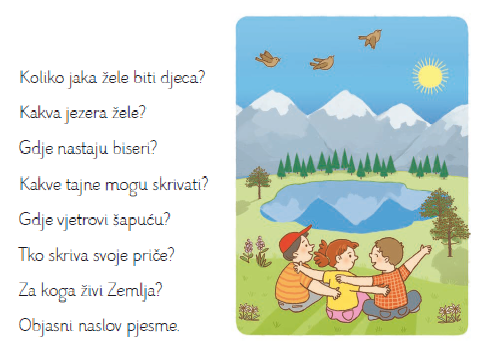 Koliko jaka žele biti djeca?
Kakva jezera žele?
Gdje nastaju biseri?
Kakve tajne mogu skrivati?
Gdje vjetrovi šapuću?
Tko skriva svoje priče?
Za koga živi Zemlja?
Objasni naslov pjesme.